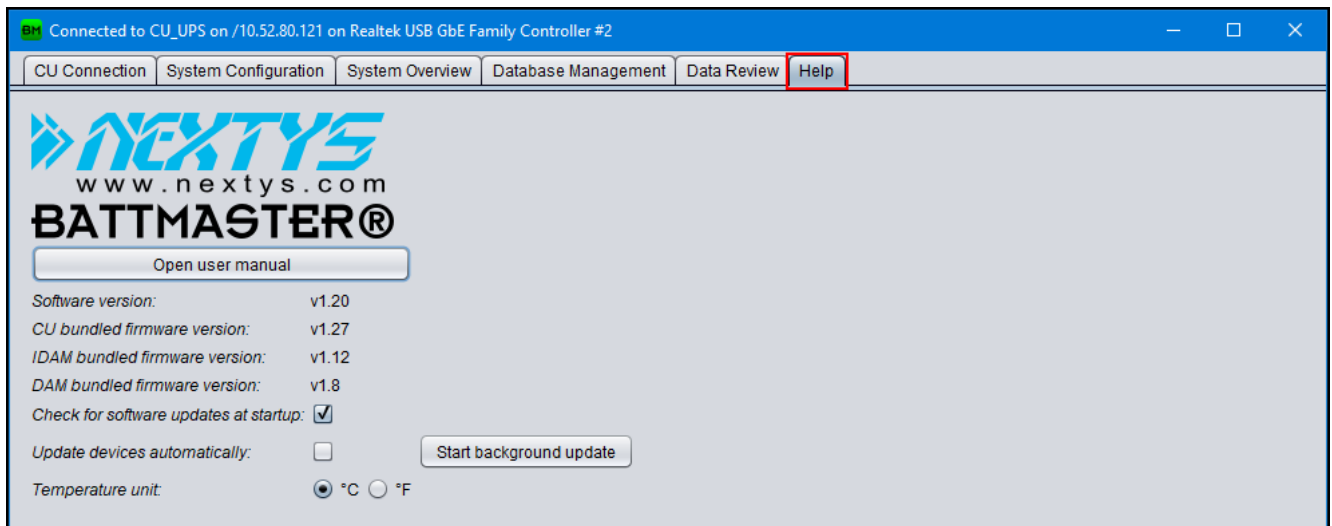 BM Connected to CU_UPS on /10.52.80.121 on Realtek USB GbE Family Controller #2
CU Connection System Configuration System Overview Database Management Data Review Help
NEXTYS
www.nextys.com
BATTMASTER®
Open user manual
Software version: v1.20
CU bundled firmware version: v1.27
IDAM bundled firmware version: v1.12
DAM bundled firmware version: v1.8
Check for software updates at startup:
Update devices automatically: Start background update
Temperature unit: °C °F